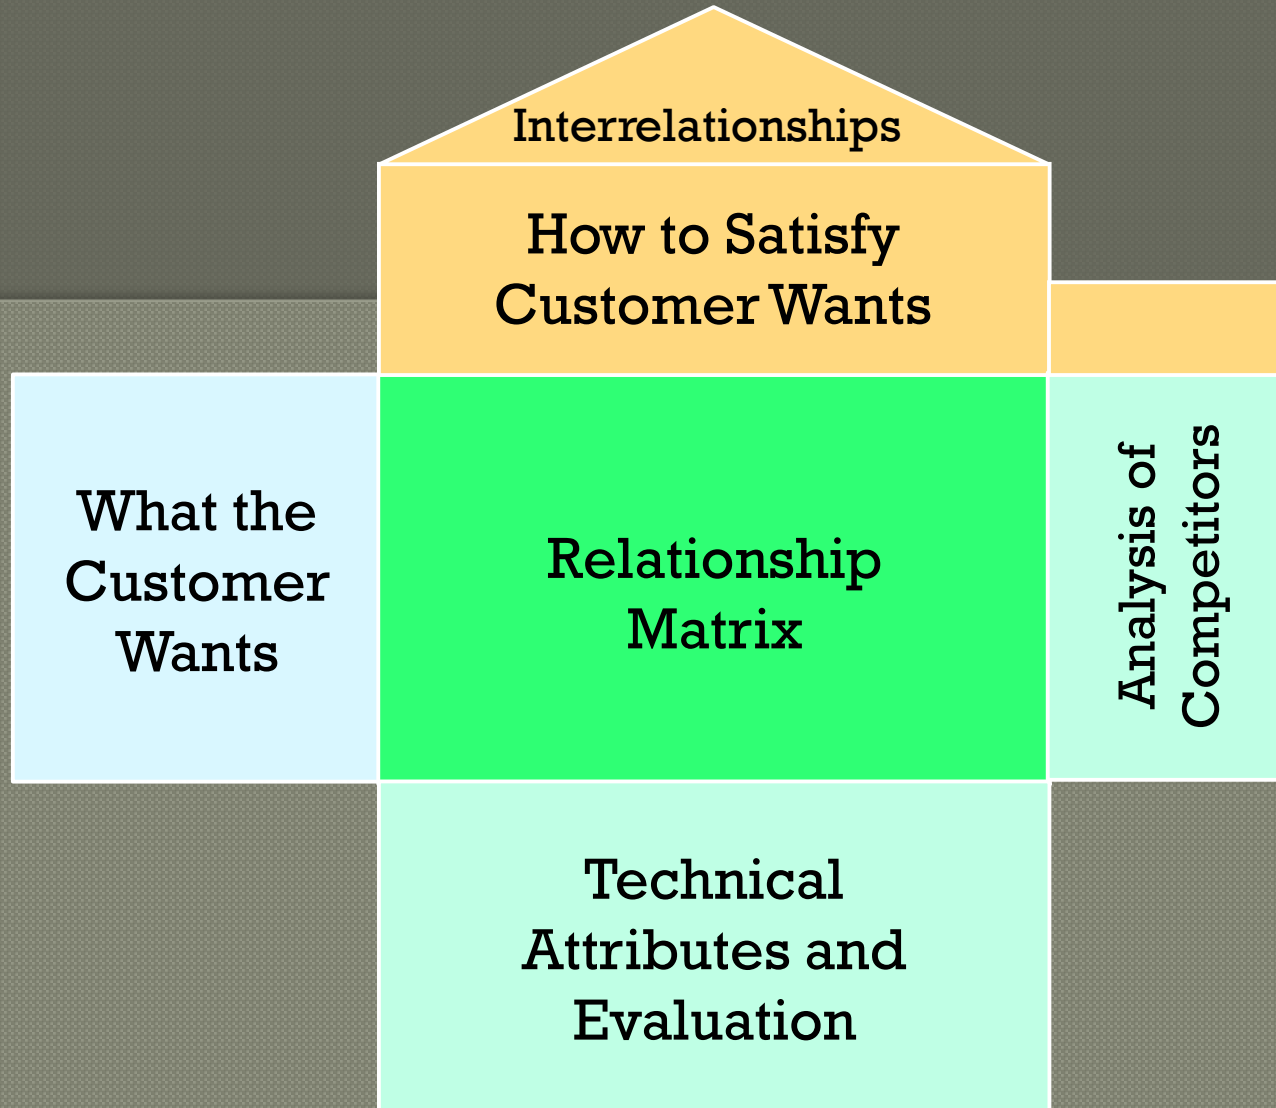 Interrelationships
How to Satisfy
Customer Wants
What the
Customer
Wants
Relationship
Matrix
Analysis of
Competitors
Technical
Attributes and
Evaluation